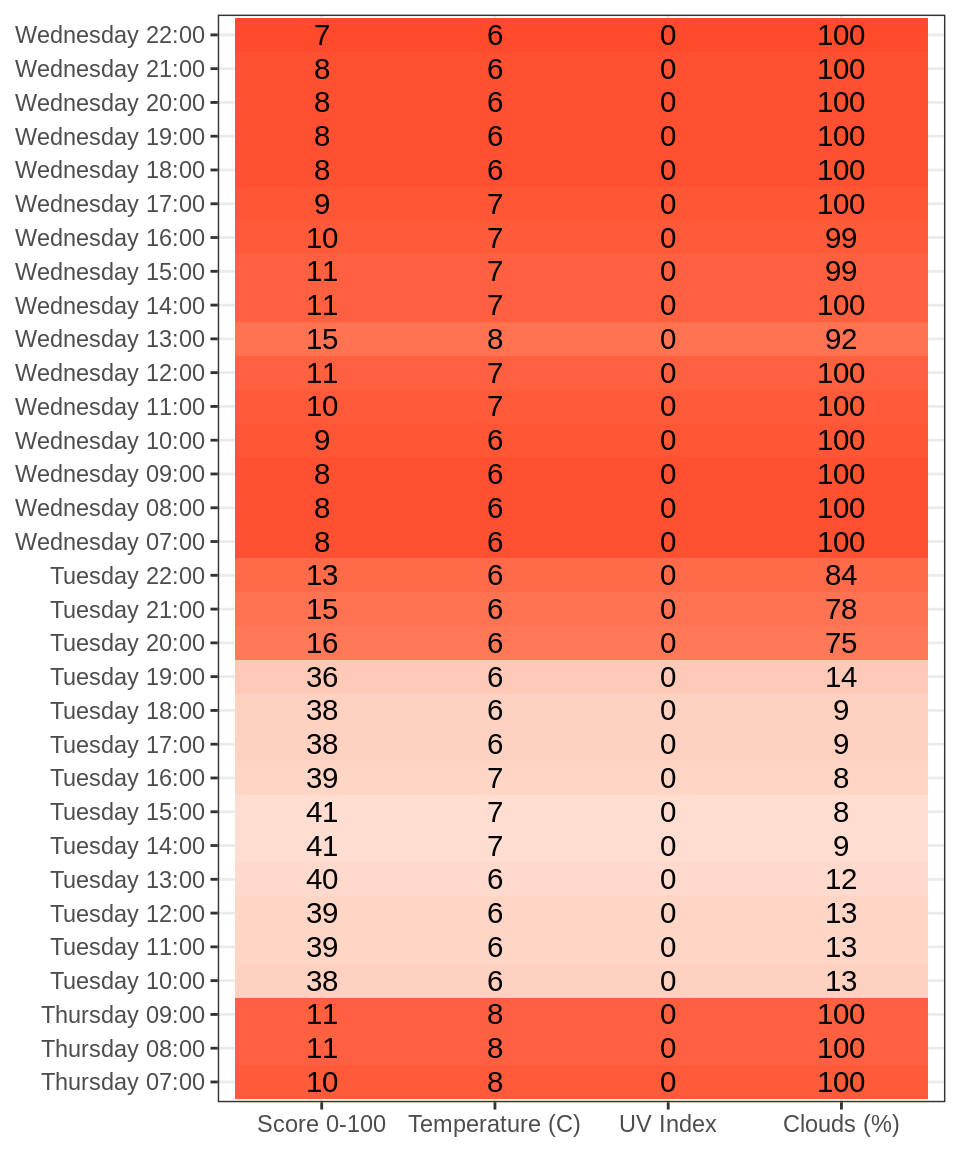 Wednesday 22:00 7 6 0 100
Wednesday 21:00 8 6 0 100
Wednesday 20:00 8 6 0 100
Wednesday 19:00 8 6 0 100
Wednesday 18:00 8 6 0 100
Wednesday 17:00 9 7 0 100
Wednesday 16:00 10 7 0 99
Wednesday 15:00 11 7 0 99
Wednesday 14:00 11 7 0 100
Wednesday 13:00 15 8 0 92
Wednesday 12:00 11 7 0 100
Wednesday 11:00 10 7 0 100
Wednesday 10:00 9 6 0 100
Wednesday 09:00 8 6 0 100
Wednesday 08:00 8 6 0 100
Wednesday 07:00 8 6 0 100
Tuesday 22:00 13 6 0 84
Tuesday 21:00 15 6 0 78
Tuesday 20:00 16 6 0 75
Tuesday 19:00 36 6 0 14
Tuesday 18:00 38 6 0 9
Tuesday 17:00 38 6 0 9
Tuesday 16:00 39 7 0 8
Tuesday 15:00 41 7 0 8
Tuesday 14:00 41 7 0 9
Tuesday 13:00 40 6 0 12
Tuesday 12:00 39 6 0 13
Tuesday 11:00 39 6 0 13
Tuesday 10:00 38 6 0 13
Thursday 09:00 11 8 0 100
Thursday 08:00 11 8 0 100
Thursday 07:00 10 8 0 100
Score 0-100 Temperature (C) UV Index Clouds (%)